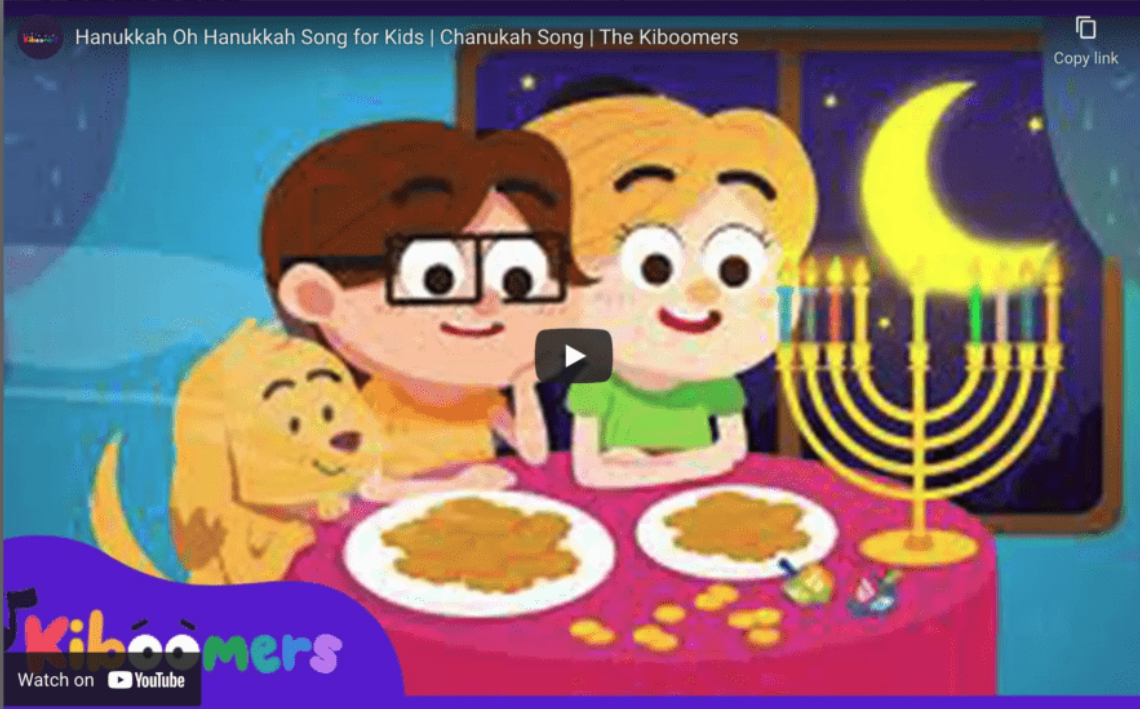 Hanukkah Oh Hanukkah Song for Kids | Chanukah Song | The Kiboomers
Copy link
Kiboomers
Watch on YouTube